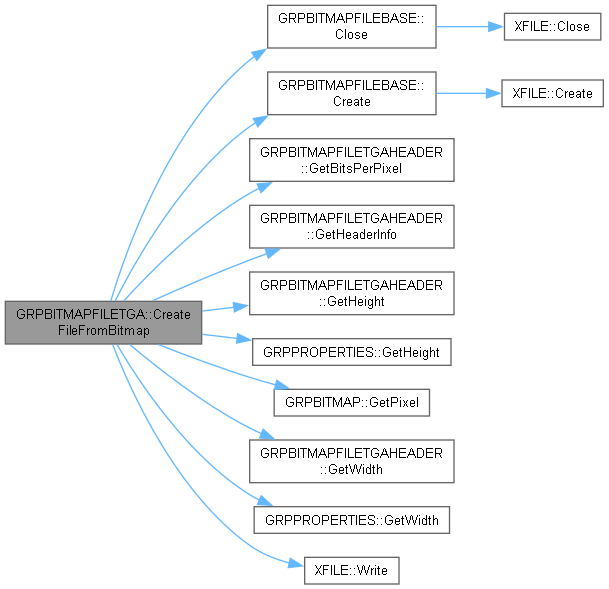 GRPBITMAPFILEBASE::
Close
XFILE::Close
GRPBITMAPFILEBASE::
Create
XFILE::Create
GRPBITMAPFILETGAHEADER
::GetBitsPerPixel
GRPBITMAPFILETGAHEADER
::GetHeaderInfo
GRPBITMAPFILETGAHEADER
::GetHeight
GRPBITMAPFILETGA::Create
FileFromBitmap
GRPPROPERTIES::GetHeight
GRPBITMAP::GetPixel
GRPBITMAPFILETGAHEADER
::GetWidth
GRPPROPERTIES::GetWidth
XFILE::Write